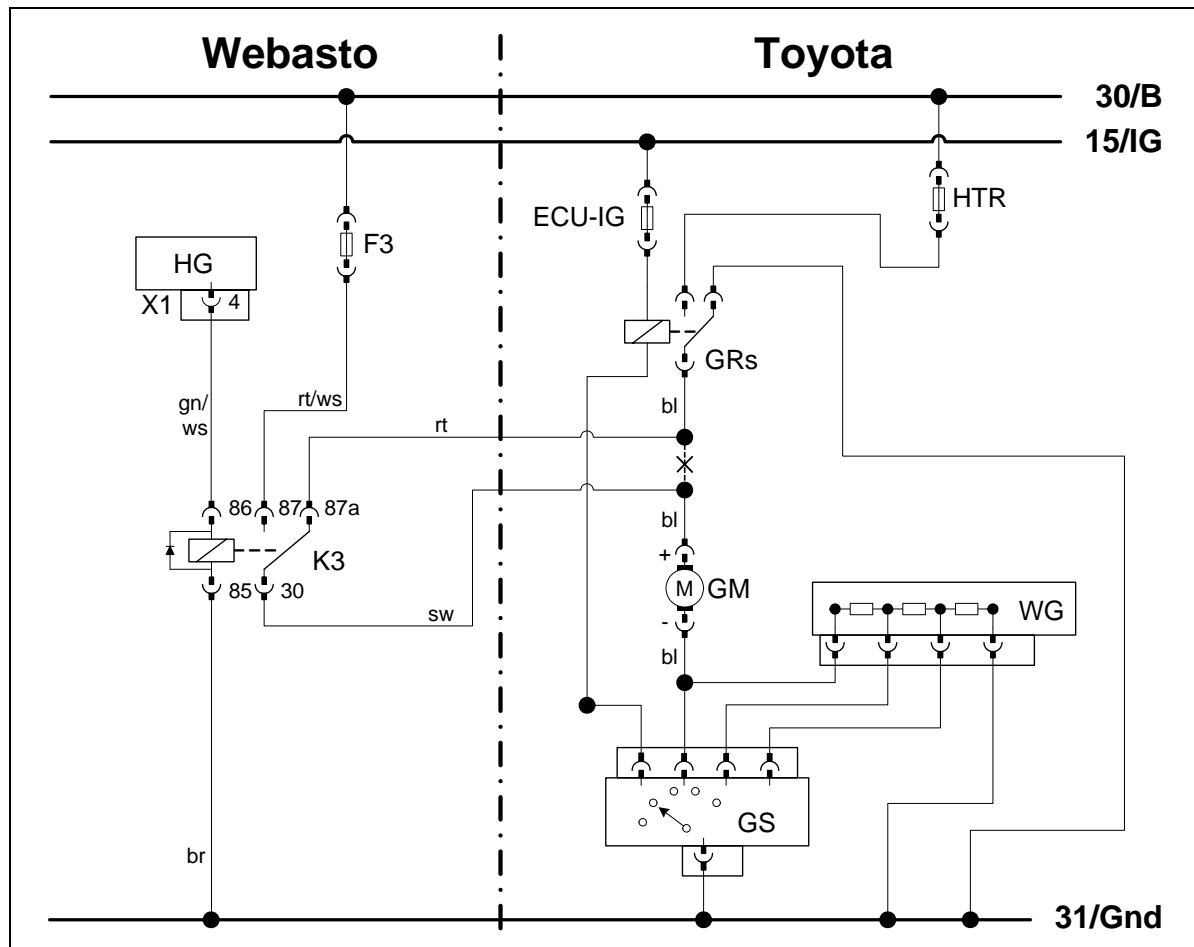 Webasto
Toyota
30/B
15/IG
HTR
ECU-IG
F3
HG
X1
4
GRs
gn/
ws
rt/ws
rt
bl
86
87
87a
bl
K3
+
M
GM
85
30
-
WG
sw
bl
GS
br
31/Gnd